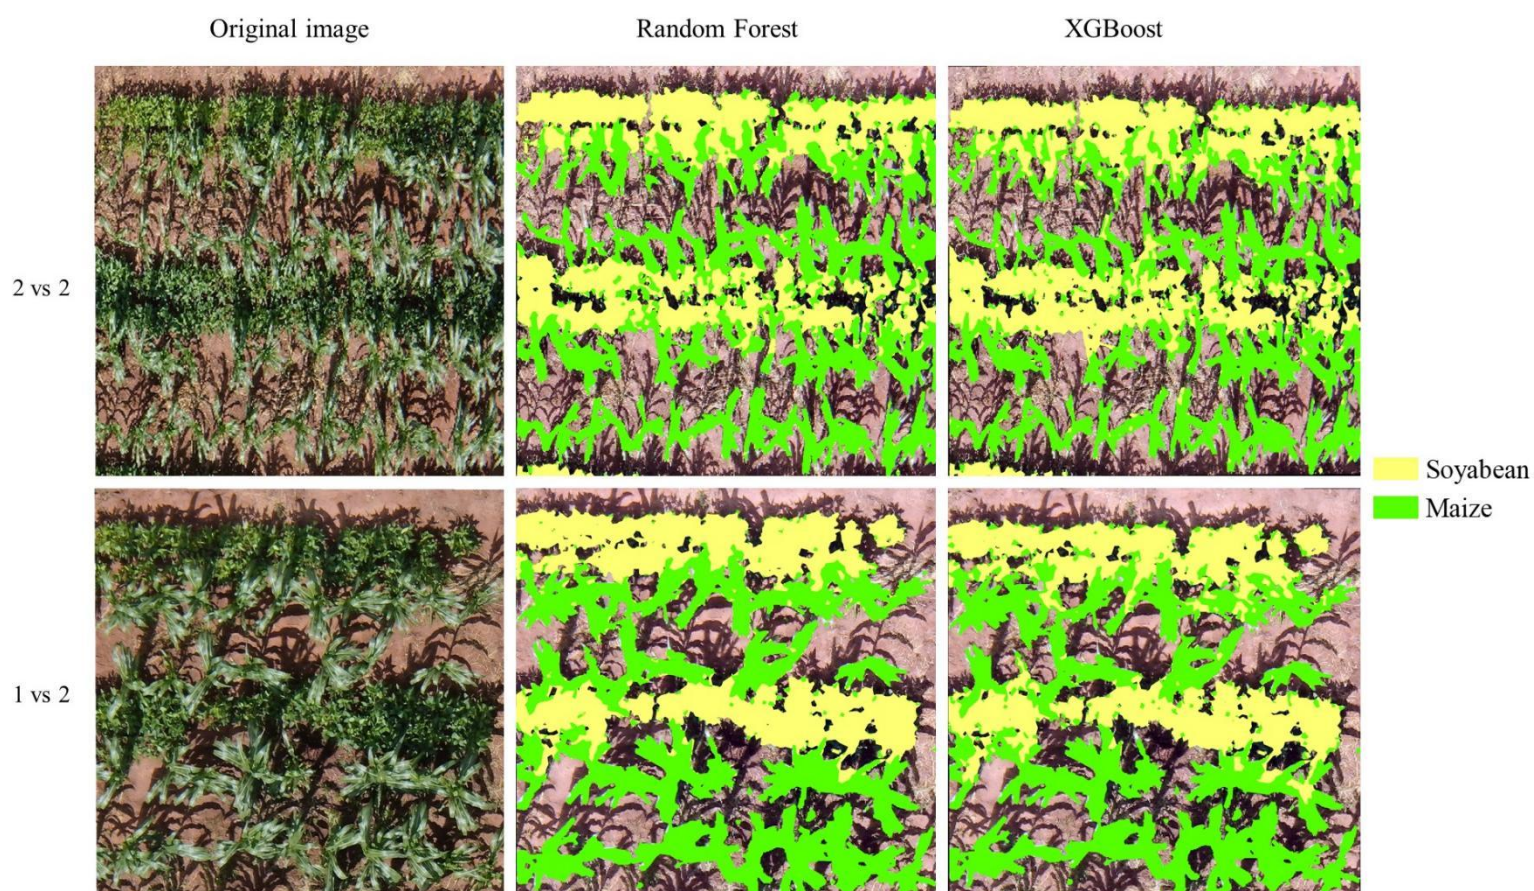 Original image
Random Forest
XGBoost
2 vs 2
1 vs 2
Soyabean
Maize